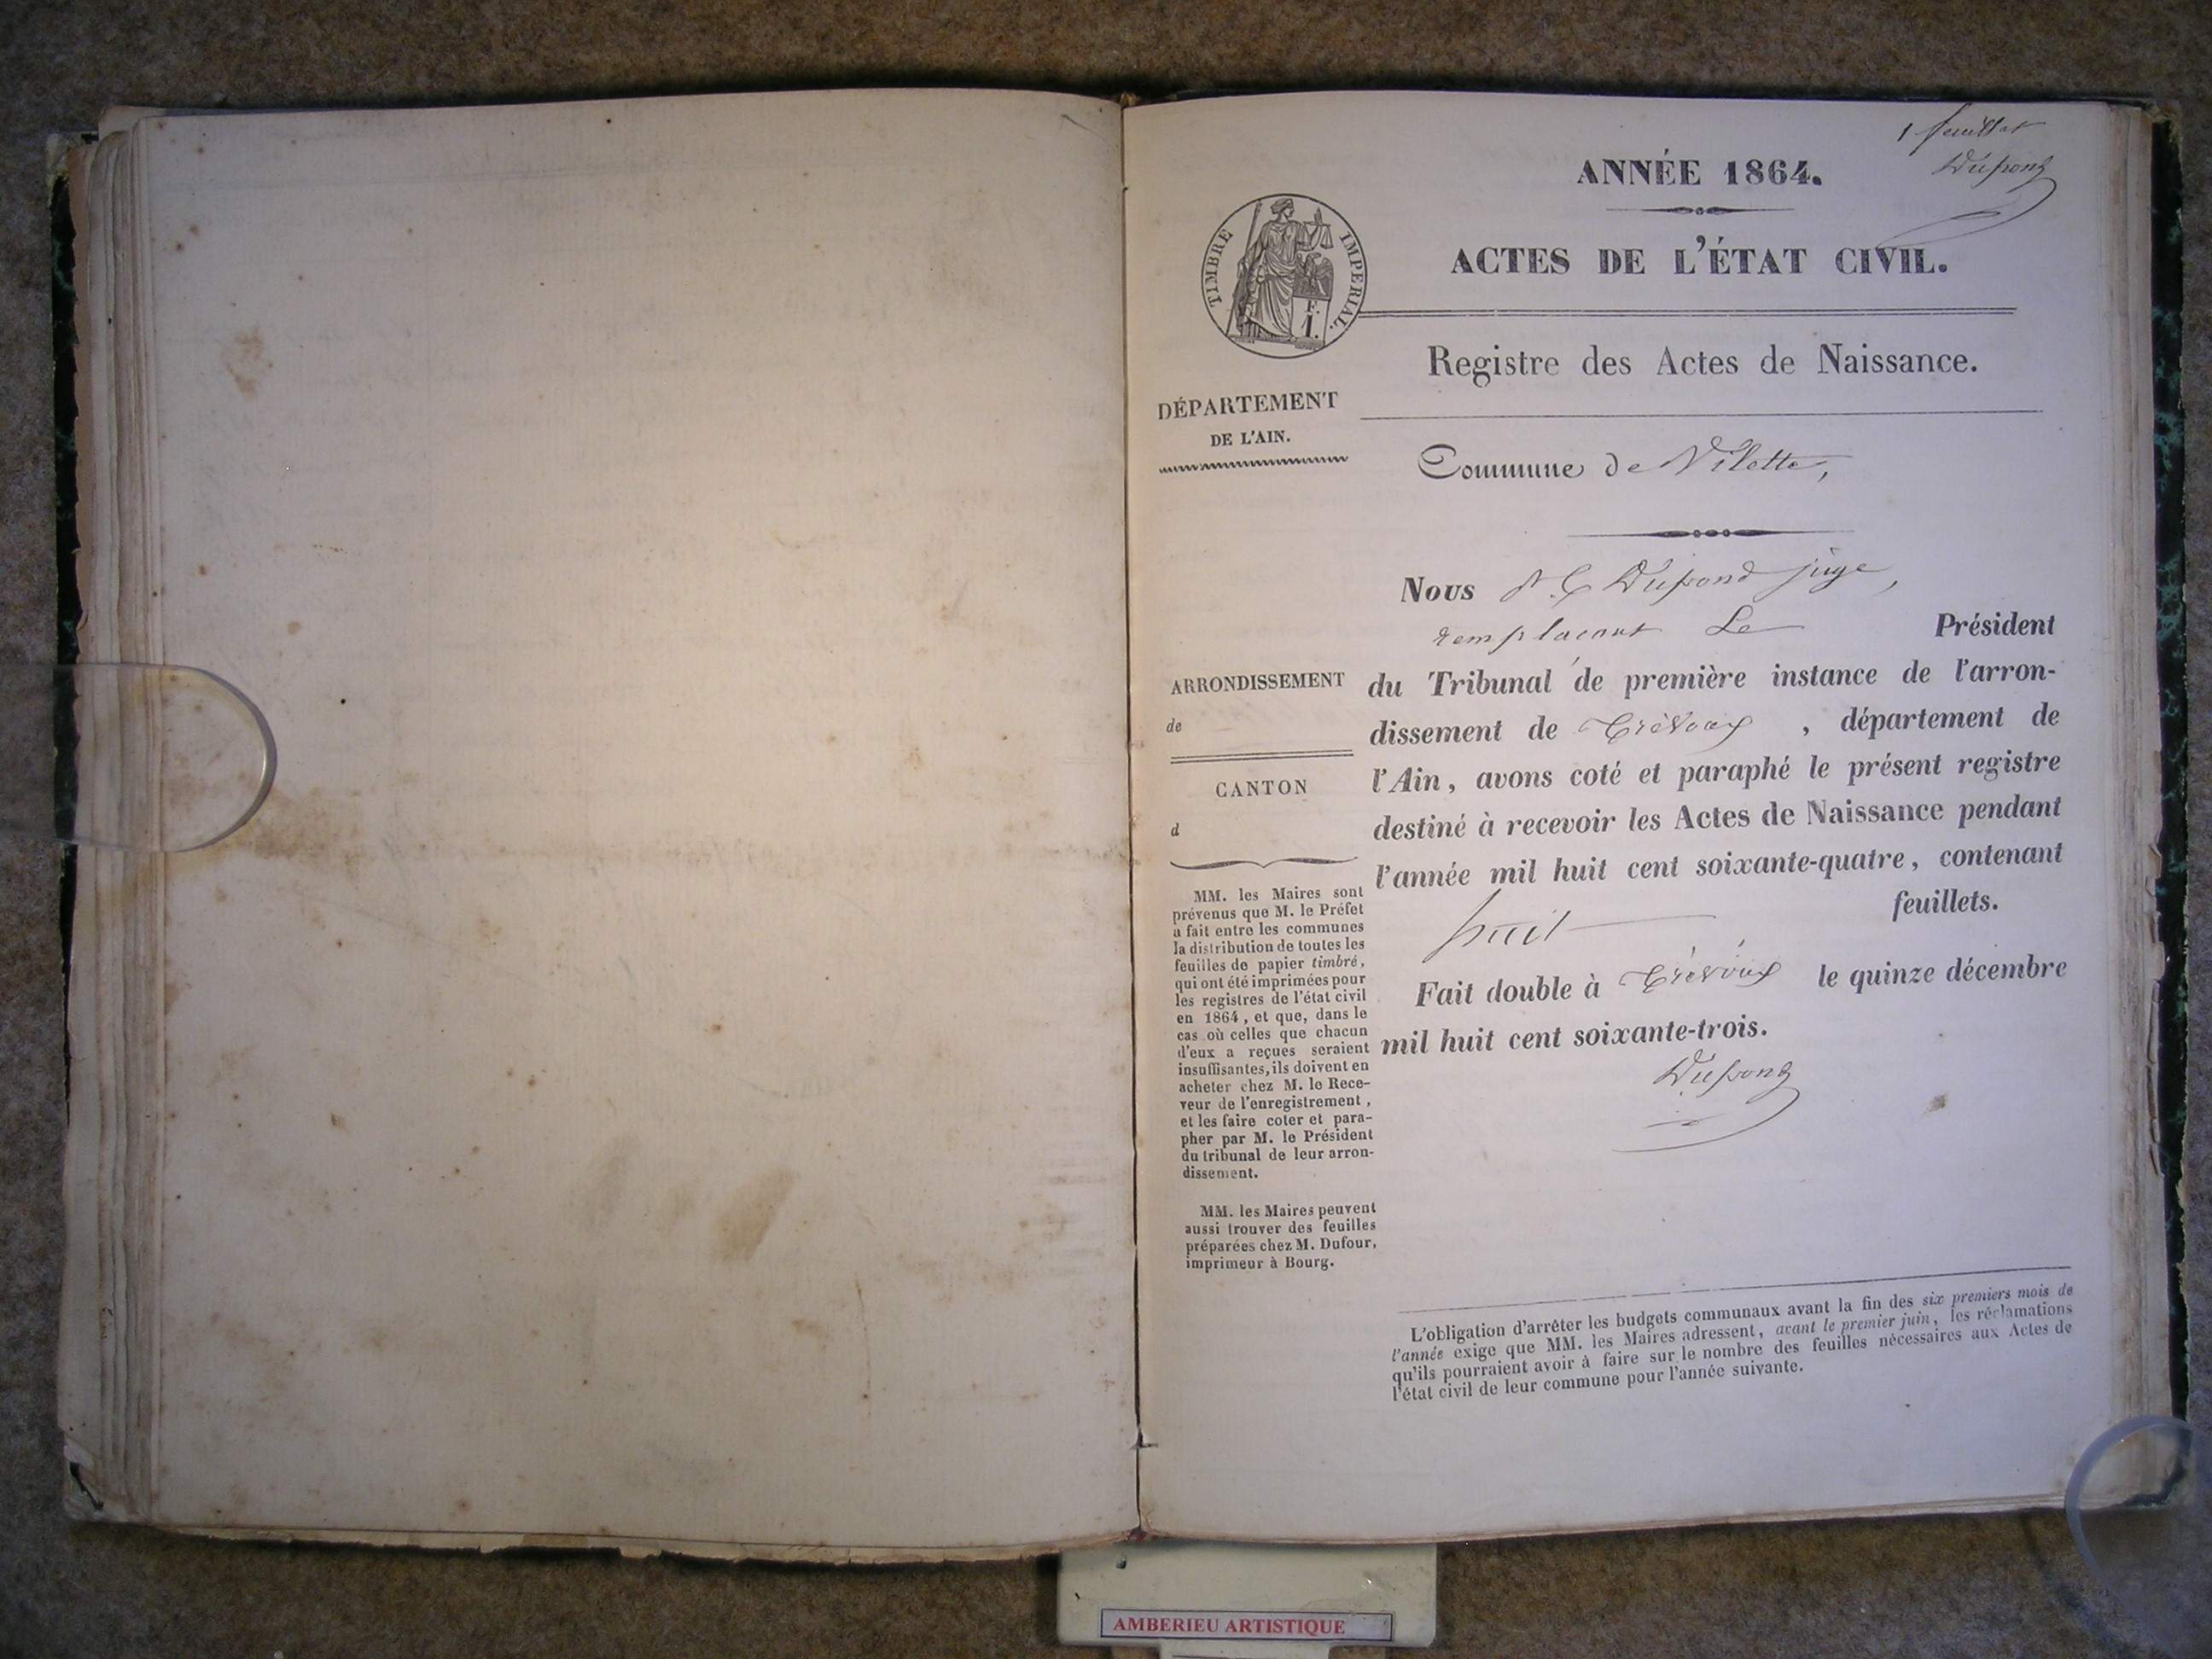 1 feuillet
Dupond
ANNÉE 1864.
ACTES DE L'ÉTAT CIVIL.
TIMBRE IMPERIAL.
F.
1.
Registre des Actes de Naissance.
DÉPARTEMENT
DE L'AIN.
Commune de Vilette,
Nous Dupond juge,
remplacant Le Président
du Tribunal de première instance de l'arron-
dissement de Trévoux, département de
l'Ain, avons coté et paraphé le présent registre
destiné à recevoir les Actes de Naissance pendant
l'année mil huit cent soixante-quatre, contenant
huit feuillets.
Fait double à Trévoux le quinze décembre
mil huit cent soixante-trois.
Dupond
ARRONDISSEMENT
de
CANTON
d
MM. les Maires sont
prévenus que M. le Préfet
a fait entre les communes
la distribution de toutes les
feuilles de papier timbré,
qui ont été imprimées pour
les registres de l'état civil
en 1864, et que, dans le
cas où celles que chacun
d'eux a reçues seraient
insuffisantes, ils doivent en
acheter chez M. le Rece-
veur de l'enregistrement,
et les faire coter et para-
pher par M. le Président
du tribunal de leur arron-
dissement.
MM. les Maires peuvent
aussi trouver des feuilles
préparées chez M. Dufour,
imprimeur à Bourg.
L'obligation d'arrêter les budgets communaux avant la fin des six premiers mois de
l'année exige que MM. les Maires adressent, avant le premier juin, les réclamations
qu'ils pourraient avoir à faire sur le nombre des feuilles nécessaires aux Actes de
l'état civil de leur commune pour l'année suivante.
AMBERIEU ARTISTIQUE